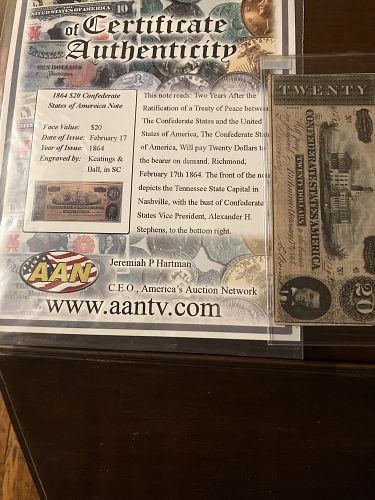 of Certificate
Authenticity
1864 $20 Confederate
States of Amereica Note
Face Value: $20
Date of Issue: February 17
Year of Issue: 1864
Engraved by: Keatings &
Ball, in SC
This note reads: Two Years After the
Ratification of a Treaty of Peace between
The Confederate States and the United
States of America, The Confederate
of America, Will pay Twenty Dollars to
the bearer on demand. Richmond,
February 17th 1864. The front of the
depicts the Tennessee State Capital in
Nashville, with the bust of Confederate
States Vice President, Alexander H.
Stephens, to the bottom right.
AAN
Jeremiah P Hartman
C.E.O., America's Auction Network
www.aantv.com
TWENTY
CONFEDERATE STATES OF AMERICA
TWENTY DOLLARS
20